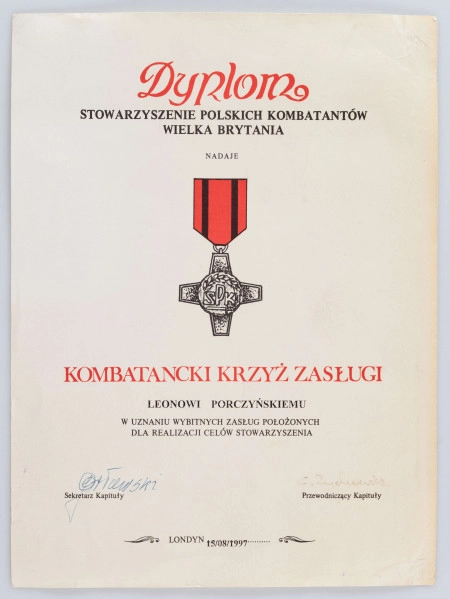 Dyplom
STOWARZYSZENIE POLSKICH KOMBATANTÓW
WIELKA BRYTANIA
NADAJE
SPK
KOMBATANCKI KRZYŻ ZASŁUGI
LEONOWI PORCZYŃSKIEMU
W UZNANIU WYBITNYCH ZASŁUG POŁOŻONYCH
DLA REALIZACJI CELÓW STOWARZYSZENIA
Sekretarz Kapituły
Przewodniczący Kapituły
LONDYN 15/08/1997